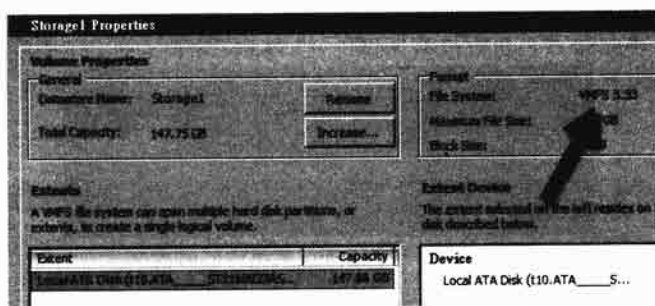 Storage1 Properties
Volume Properties
General
Datastore Name: Storage1
Rename
Total Capacity: 147.75 GB
Increase...
Format
File System: VMFS 3.33
Maximum File Size: GB
Block Size:
Extents
A VMFS file system can span multiple hard disk partitions, or
extents, to create a single logical volume.
Extent Capacity
Local ATA Disk (t10.ATA_____
Extent Device
The extent selected on the left resides on
disk described below.
Device
Local ATA Disk (t10.ATA_____S...